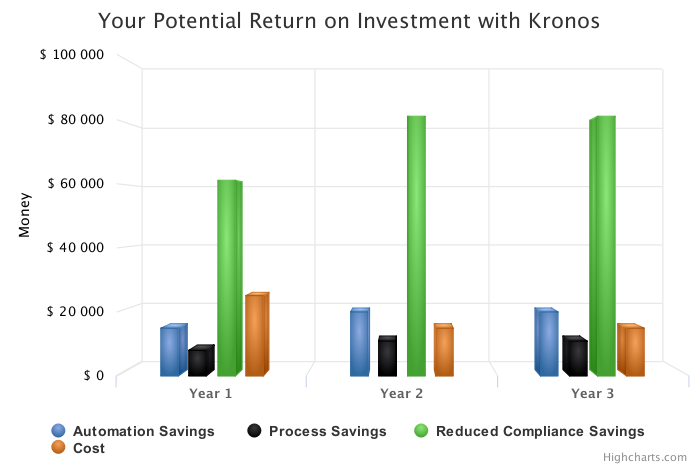 Your Potential Return on Investment with Kronos
$ 100 000
$ 80 000
$ 60 000
$ 40 000
$ 20 000
$ 0
Money
Year 1
Year 2
Year 3
Automation Savings
Process Savings
Reduced Compliance Savings
Cost
Highcharts.com